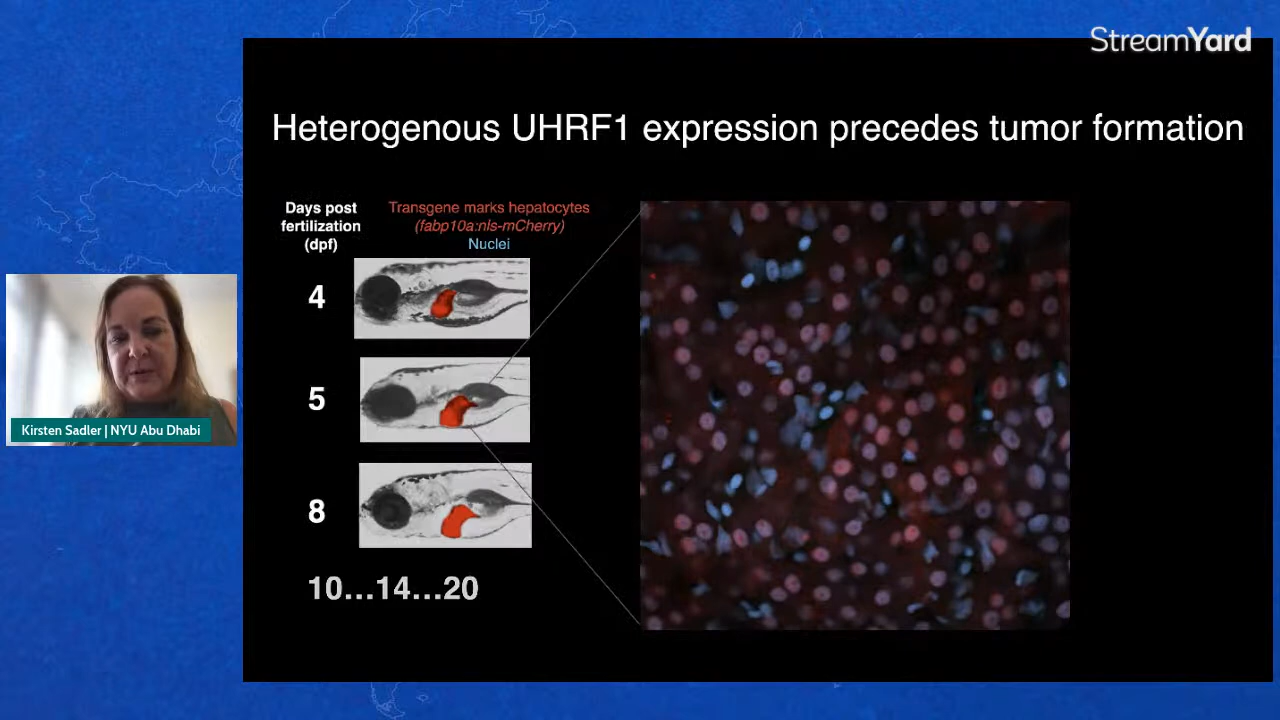 StreamYard
Heterogenous UHRF1 expression precedes tumor formation
Days post
fertilization
(dpf)
Transgene marks hepatocytes
(fabp10a:nls-mCherry)
Nuclei
4
5
8
10...14...20
Kirsten Sadler | NYU Abu Dhabi